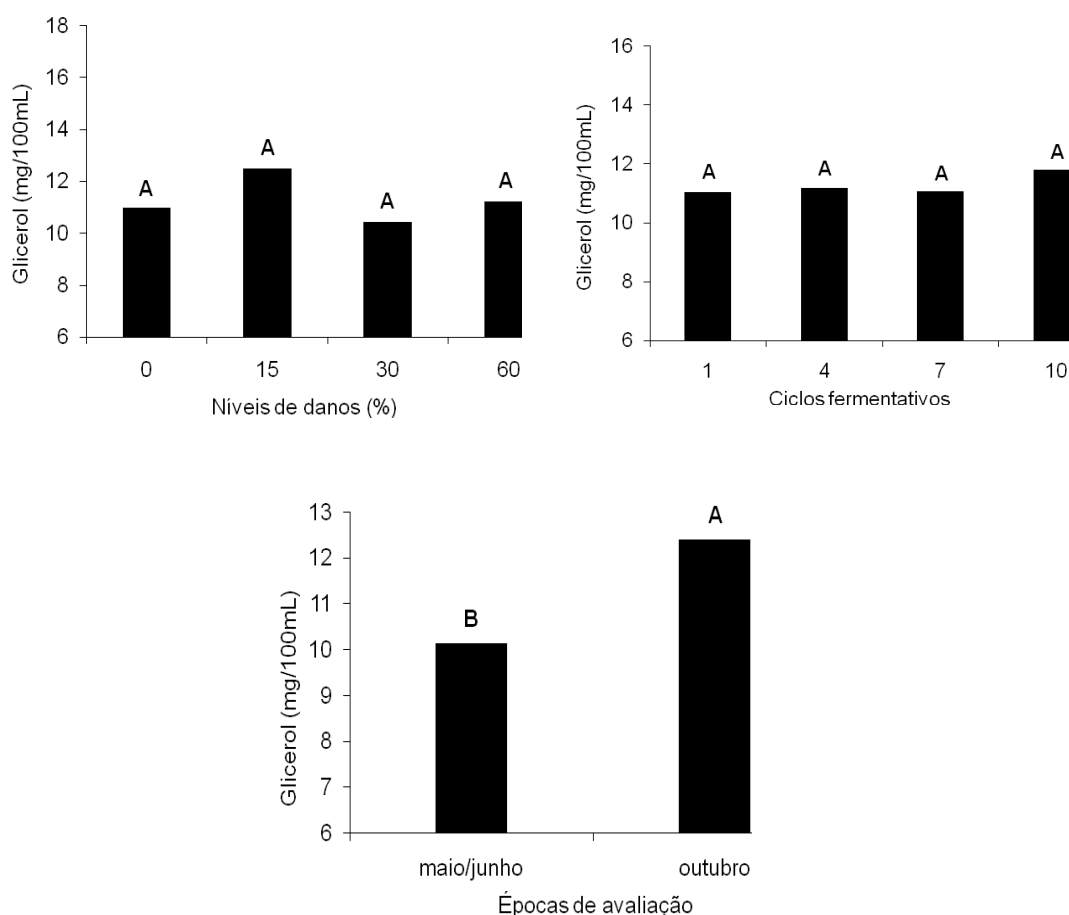 18
16
14
12
10
8
6
Glicerol (mg/100mL)
A
A
A
A
0
15
30
60
Níveis de danos (%)
16
14
12
10
8
6
Glicerol (mg/100mL)
A
A
A
A
1
4
7
10
Ciclos fermentativos
13
12
11
10
9
8
7
6
Glicerol (mg/100mL)
B
A
maio/junho
outubro
Épocas de avaliação